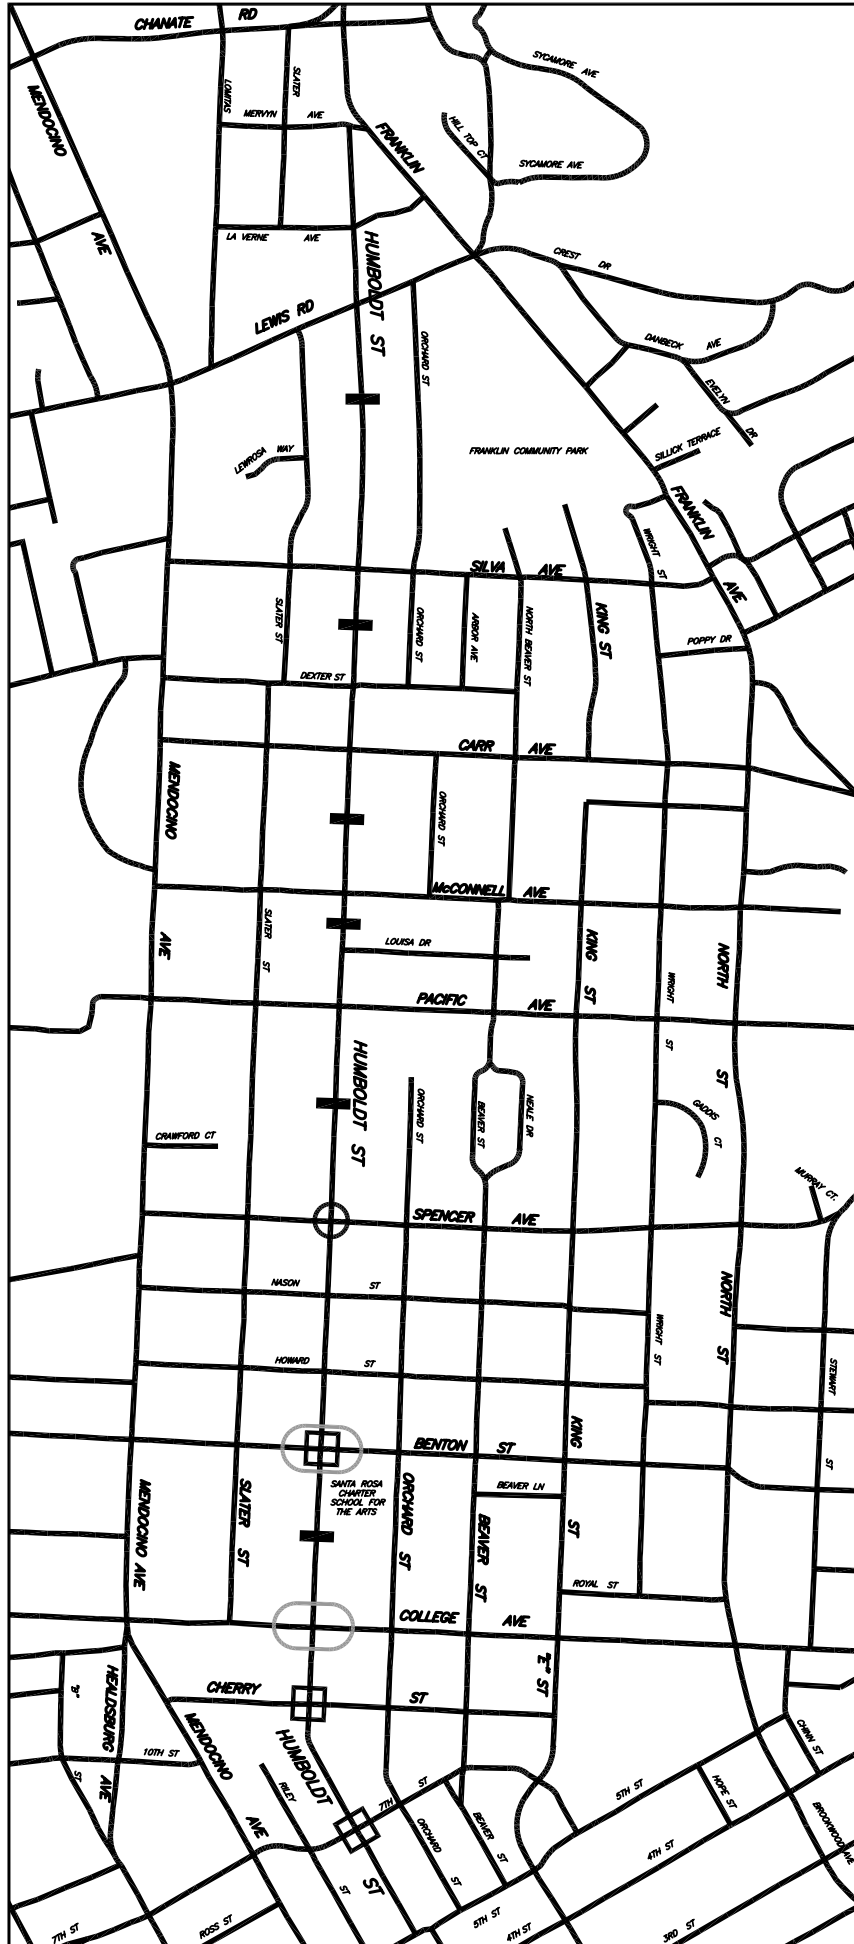 CHANATE RD
MENDOCINO
AVE
LOMITAS
SLATER
MERVYN AVE
FRANKLIN
HILL TOP CT
SYCAMORE AVE
SYCAMORE AVE
LA VERNE AVE
HUMBOLDT ST
CREST DR
LEWIS RD
ORCHARD ST
DANBECK AVE
EVELYN DR
LEWROSA WAY
FRANKLIN COMMUNITY PARK
SILLICK TERRACE
FRANKLIN
AVE
WRIGHT ST
SILVA AVE
SLATER ST
ORCHARD ST
ARBOR AVE
NORTH BEAVER ST
KING ST
POPPY DR
DEXTER ST
CARR AVE
MENDOCINO
AVE
ORCHARD ST
McCONNELL AVE
SLATER ST
LOUISA DR
KING ST
WRIGHT ST
NORTH ST
PACIFIC AVE
HUMBOLDT ST
ORCHARD ST
BEAVER ST
NEALE DR
GADDIS CT
CRAWFORD CT
MURRAY CT.
SPENCER AVE
NASON ST
NORTH ST
WRIGHT ST
HOWARD ST
STEWART ST
BENTON ST
KING ST
SANTA ROSA
CHARTER
SCHOOL FOR
THE ARTS
BEAVER LN
MENDOCINO AVE
SLATER ST
ORCHARD ST
BEAVER ST
ROYAL ST
COLLEGE AVE
"E" ST
HEALDSBURG AVE
"B" ST
CHERRY ST
MENDOCINO
AVE
HUMBOLDT
ST
10TH ST
RILEY ST
7TH ST
ORCHARD ST
BEAVER ST
5TH ST
HOPE ST
CHINN ST
BROOKWOOD AVE
4TH ST
7TH ST
ROSS ST
5TH ST
4TH ST
3RD ST